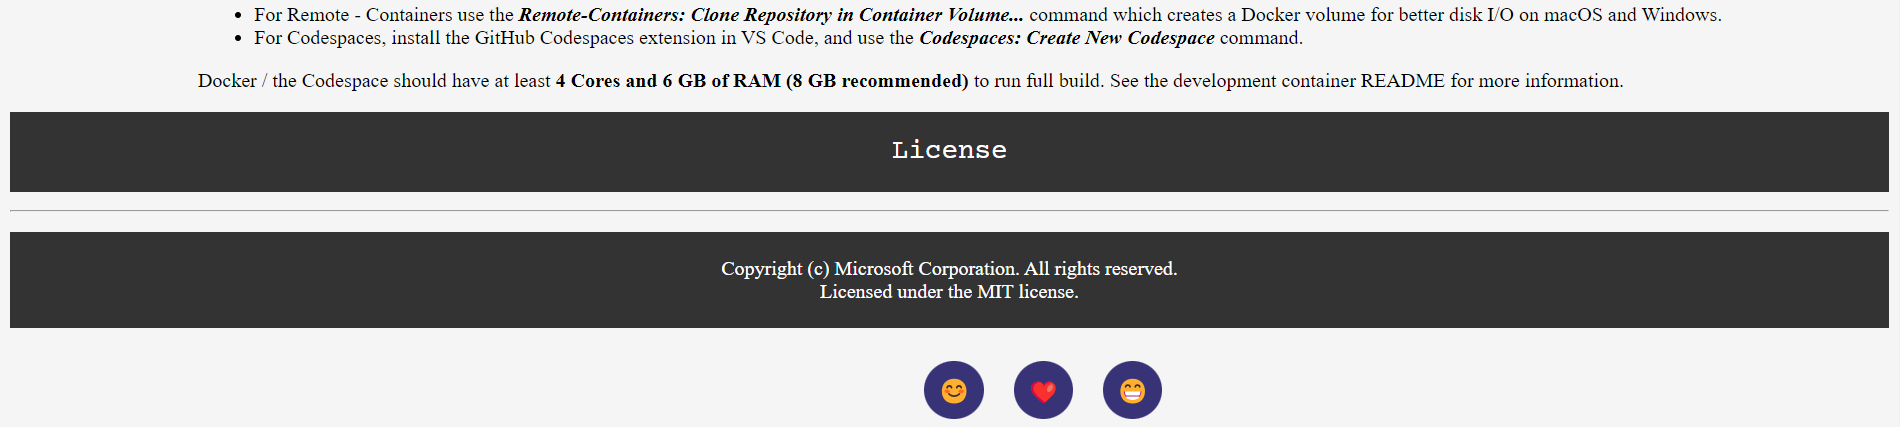 For Remote - Containers use the Remote-Containers: Clone Repository in Container Volume... command which creates a Docker volume for better disk I/O on macOS and Windows.
For Codespaces, install the GitHub Codespaces extension in VS Code, and use the Codespaces: Create New Codespace command.
Docker / the Codespace should have at least 4 Cores and 6 GB of RAM (8 GB recommended) to run full build. See the development container README for more information.
License
Copyright (c) Microsoft Corporation. All rights reserved.
Licensed under the MIT license.